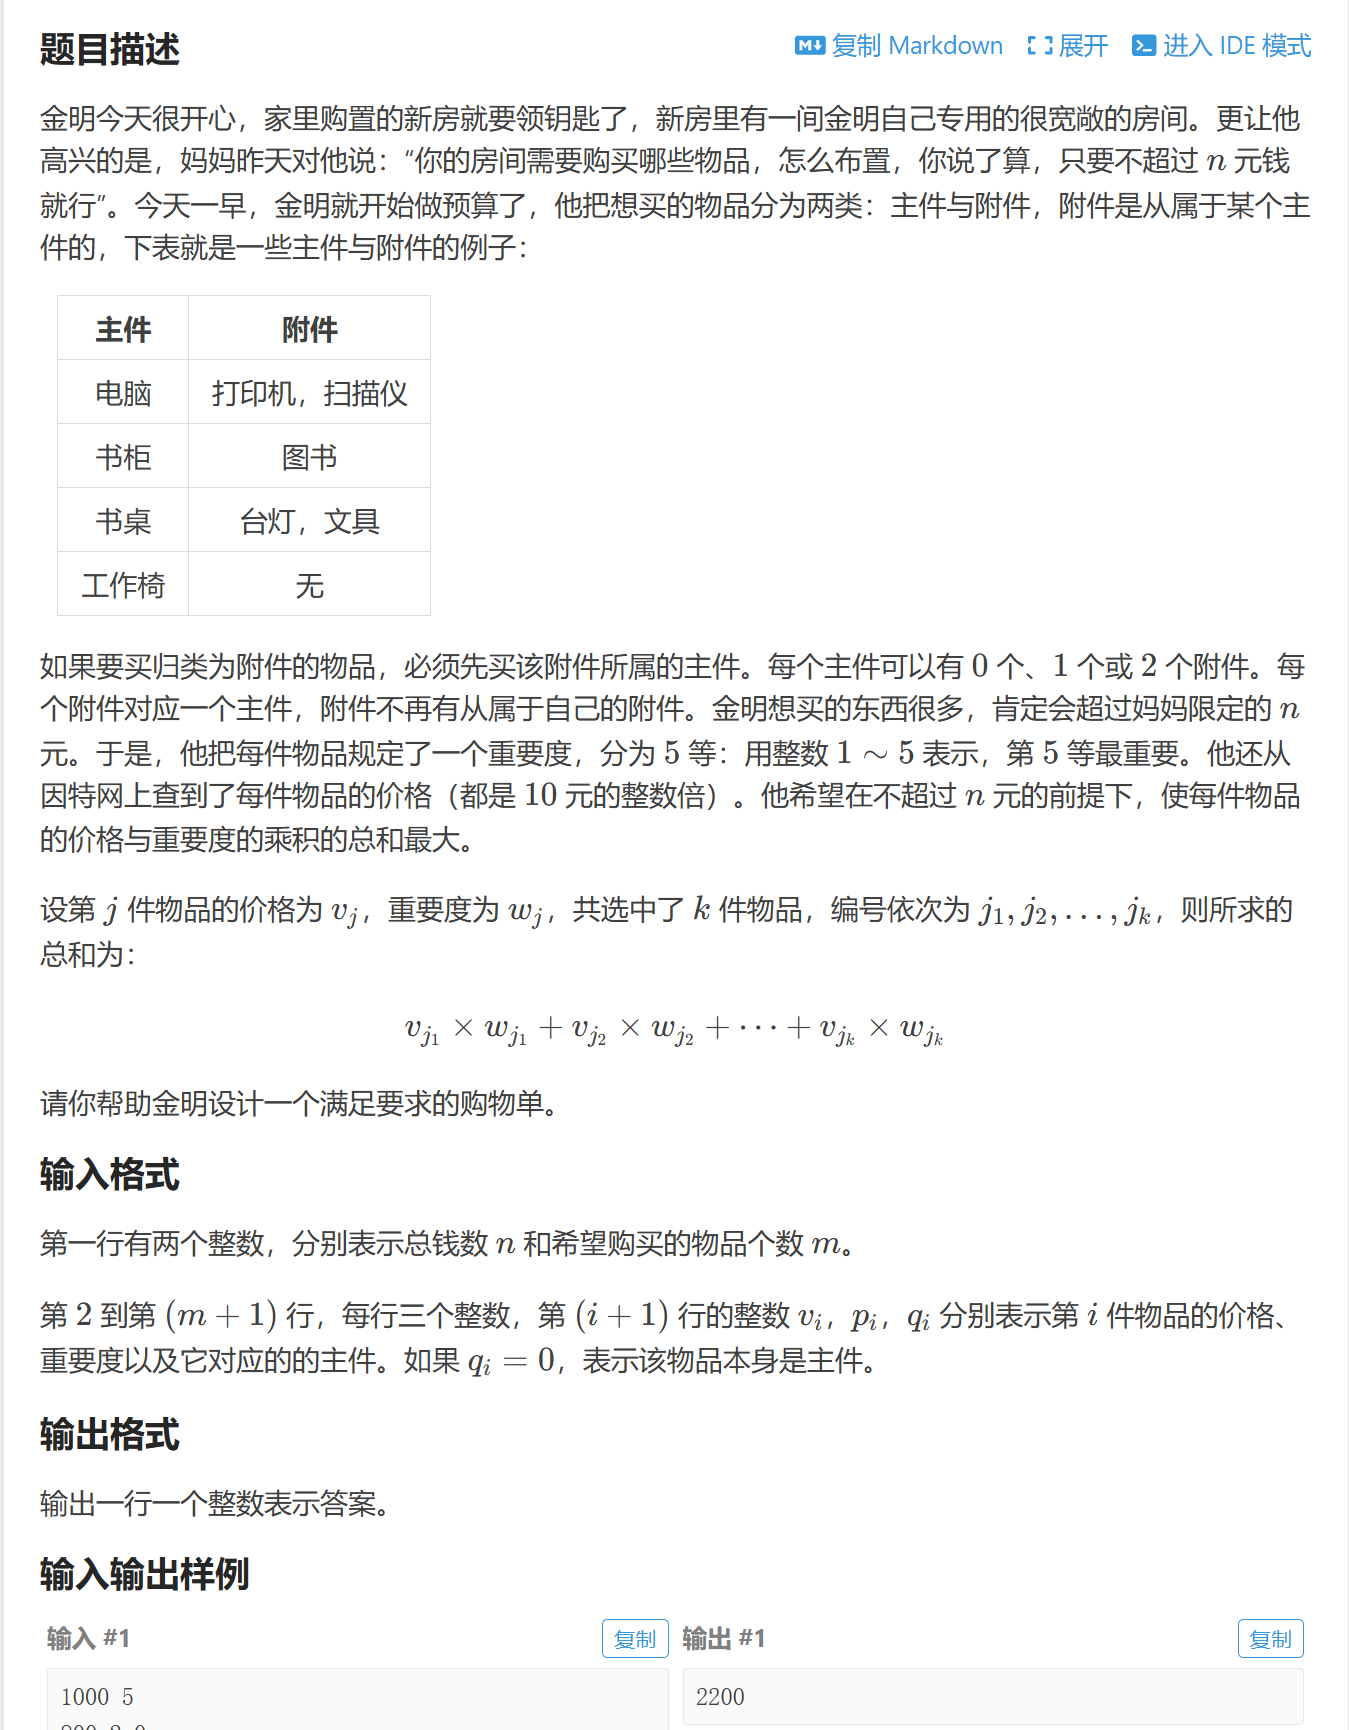 题目描述
复制 Markdown 展开 进入 IDE 模式
金明今天很开心，家里购置的新房就要领钥匙了，新房里有一间金明自己专用的很宽敞的房间。更让他
高兴的是，妈妈昨天对他说：“你的房间需要购买哪些物品，怎么布置，你说了算，只要不超过 n 元钱
就行”。今天一早，金明就开始做预算了，他把想买的物品分为两类：主件与附件，附件是从属于某个主
件的，下表就是一些主件与附件的例子：
主件 附件
电脑 打印机，扫描仪
书柜 图书
书桌 台灯，文具
工作椅 无
如果要买归类为附件的物品，必须先买该附件所属的主件。每个主件可以有 0 个、1 个或 2 个附件。每
个附件对应一个主件，附件不再有从属于自己的附件。金明想买的东西很多，肯定会超过妈妈限定的 n
元。于是，他把每件物品规定了一个重要度，分为 5 等：用整数 1 ∼ 5 表示，第 5 等最重要。他还从
因特网上查到了每件物品的价格（都是 10 元的整数倍）。他希望在不超过 n 元的前提下，使每件物品
的价格与重要度的乘积的总和最大。
设第 j 件物品的价格为 v_j，重要度为 w_j，共选中了 k 件物品，编号依次为 j_1, j_2, …, j_k，则所求的
总和为：
v_{j_1} × w_{j_1} + v_{j_2} × w_{j_2} + ⋯ + v_{j_k} × w_{j_k}
请你帮助金明设计一个满足要求的购物单。
输入格式
第一行有两个整数，分别表示总钱数 n 和希望购买的物品个数 m。
第 2 到第 (m + 1) 行，每行三个整数，第 (i + 1) 行的整数 v_i，p_i，q_i 分别表示第 i 件物品的价格、
重要度以及它对应的的主件。如果 q_i = 0，表示该物品本身是主件。
输出格式
输出一行一个整数表示答案。
输入输出样例
输入 #1 复制 输出 #1 复制
1000 5
2200